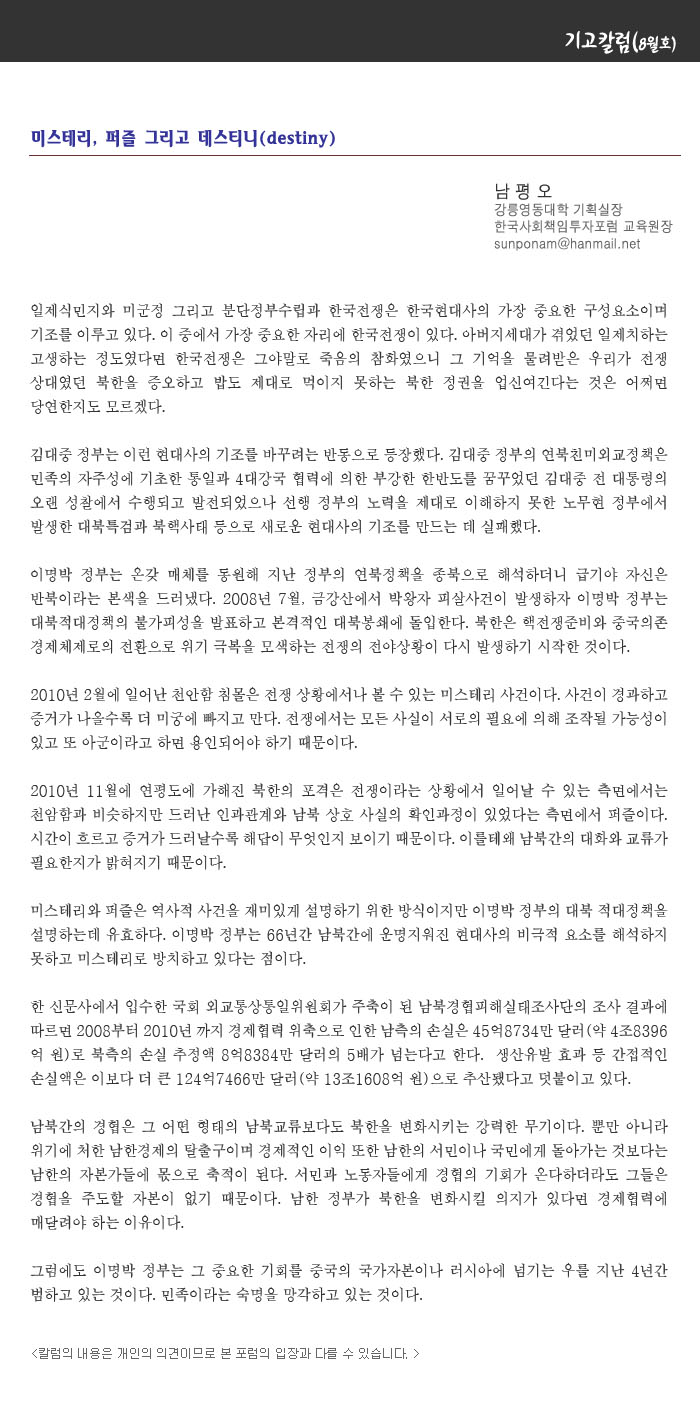 기고칼럼(8월호)
미스테리, 퍼즐 그리고 데스티니(destiny)
남 평 오
강릉영동대학 기획실장
한국사회책임투자포럼 교육원장
sunponam@hanmail.net
일제식민지와 미군정 그리고 분단정부수립과 한국전쟁은 한국현대사의 가장 중요한 구성요소이며
기조를 이루고 있다. 이 중에서 가장 중요한 자리에 한국전쟁이 있다. 아버지세대가 겪었던 일제치하는
고생하는 정도였다면 한국전쟁은 그야말로 죽음의 참화였으니 그 기억을 물려받은 우리가 전쟁
상대였던 북한을 증오하고 밥도 제대로 먹이지 못하는 북한 정권을 업신여긴다는 것은 어쩌면
당연한지도 모르겠다.
김대중 정부는 이런 현대사의 기조를 바꾸려는 반동으로 등장했다. 김대중 정부의 연북친미외교정책은
민족의 자주성에 기초한 통일과 4대강국 협력에 의한 부강한 한반도를 꿈꾸었던 김대중 전 대통령의
오랜 성찰에서 수행되고 발전되었으나 선행 정부의 노력을 제대로 이해하지 못한 노무현 정부에서
발생한 대북특검과 북핵사태 등으로 새로운 현대사의 기조를 만드는 데 실패했다.
이명박 정부는 온갖 매체를 동원해 지난 정부의 연북정책을 종북으로 해석하더니 급기야 자신은
반북이라는 본색을 드러냈다. 2008년 7월, 금강산에서 박왕자 피살사건이 발생하자 이명박 정부는
대북적대정책의 불가피성을 발표하고 본격적인 대북봉쇄에 돌입한다. 북한은 핵전쟁준비와 중국의존
경제체제로의 전환으로 위기 극복을 모색하는 전쟁의 전야상황이 다시 발생하기 시작한 것이다.
2010년 2월에 일어난 천안함 침몰은 전쟁 상황에서나 볼 수 있는 미스테리 사건이다. 사건이 경과하고
증거가 나올수록 더 미궁에 빠지고 만다. 전쟁에서는 모든 사실이 서로의 필요에 의해 조작될 가능성이
있고 또 아군이라고 하면 용인되어야 하기 때문이다.
2010년 11월에 연평도에 가해진 북한의 포격은 전쟁이라는 상황에서 일어날 수 있는 측면에서는
천암함과 비슷하지만 드러난 인과관계와 남북 상호 사실의 확인과정이 있었다는 측면에서 퍼즐이다.
시간이 흐르고 증거가 드러날수록 해답이 무엇인지 보이기 때문이다. 이를테왜 남북간의 대화와 교류가
필요한지가 밝혀지기 때문이다.
미스테리와 퍼즐은 역사적 사건을 재미있게 설명하기 위한 방식이지만 이명박 정부의 대북 적대정책을
설명하는데 유효하다. 이명박 정부는 66년간 남북간에 운명지워진 현대사의 비극적 요소를 해석하지
못하고 미스테리로 방치하고 있다는 점이다.
한 신문사에서 입수한 국회 외교통상통일위원회가 주축이 된 남북경협피해실태조사단의 조사 결과에
따르면 2008부터 2010년 까지 경제협력 위축으로 인한 남측의 손실은 45억8734만 달러(약 4조8396
억 원)로 북측의 손실 추정액 8억8384만 달러의 5배가 넘는다고 한다.  생산유발 효과 등 간접적인
손실액은 이보다 더 큰 124억7466만 달러(약 13조1608억 원)으로 추산됐다고 덧붙이고 있다.
남북간의 경협은 그 어떤 형태의 남북교류보다도 북한을 변화시키는 강력한 무기이다. 뿐만 아니라
위기에 처한 남한경제의 탈출구이며 경제적인 이익 또한 남한의 서민이나 국민에게 돌아가는 것보다는
남한의 자본가들에 몫으로 축적이 된다. 서민과 노동자들에게 경협의 기회가 온다하더라도 그들은
경협을 주도할 자본이 없기 때문이다. 남한 정부가 북한을 변화시킬 의지가 있다면 경제협력에
매달려야 하는 이유이다.
그럼에도 이명박 정부는 그 중요한 기회를 중국의 국가자본이나 러시아에 넘기는 우를 지난 4년간
범하고 있는 것이다. 민족이라는 숙명을 망각하고 있는 것이다.
<칼럼의 내용은 개인의 의견이므로 본 포럼의 입장과 다를 수 있습니다. >